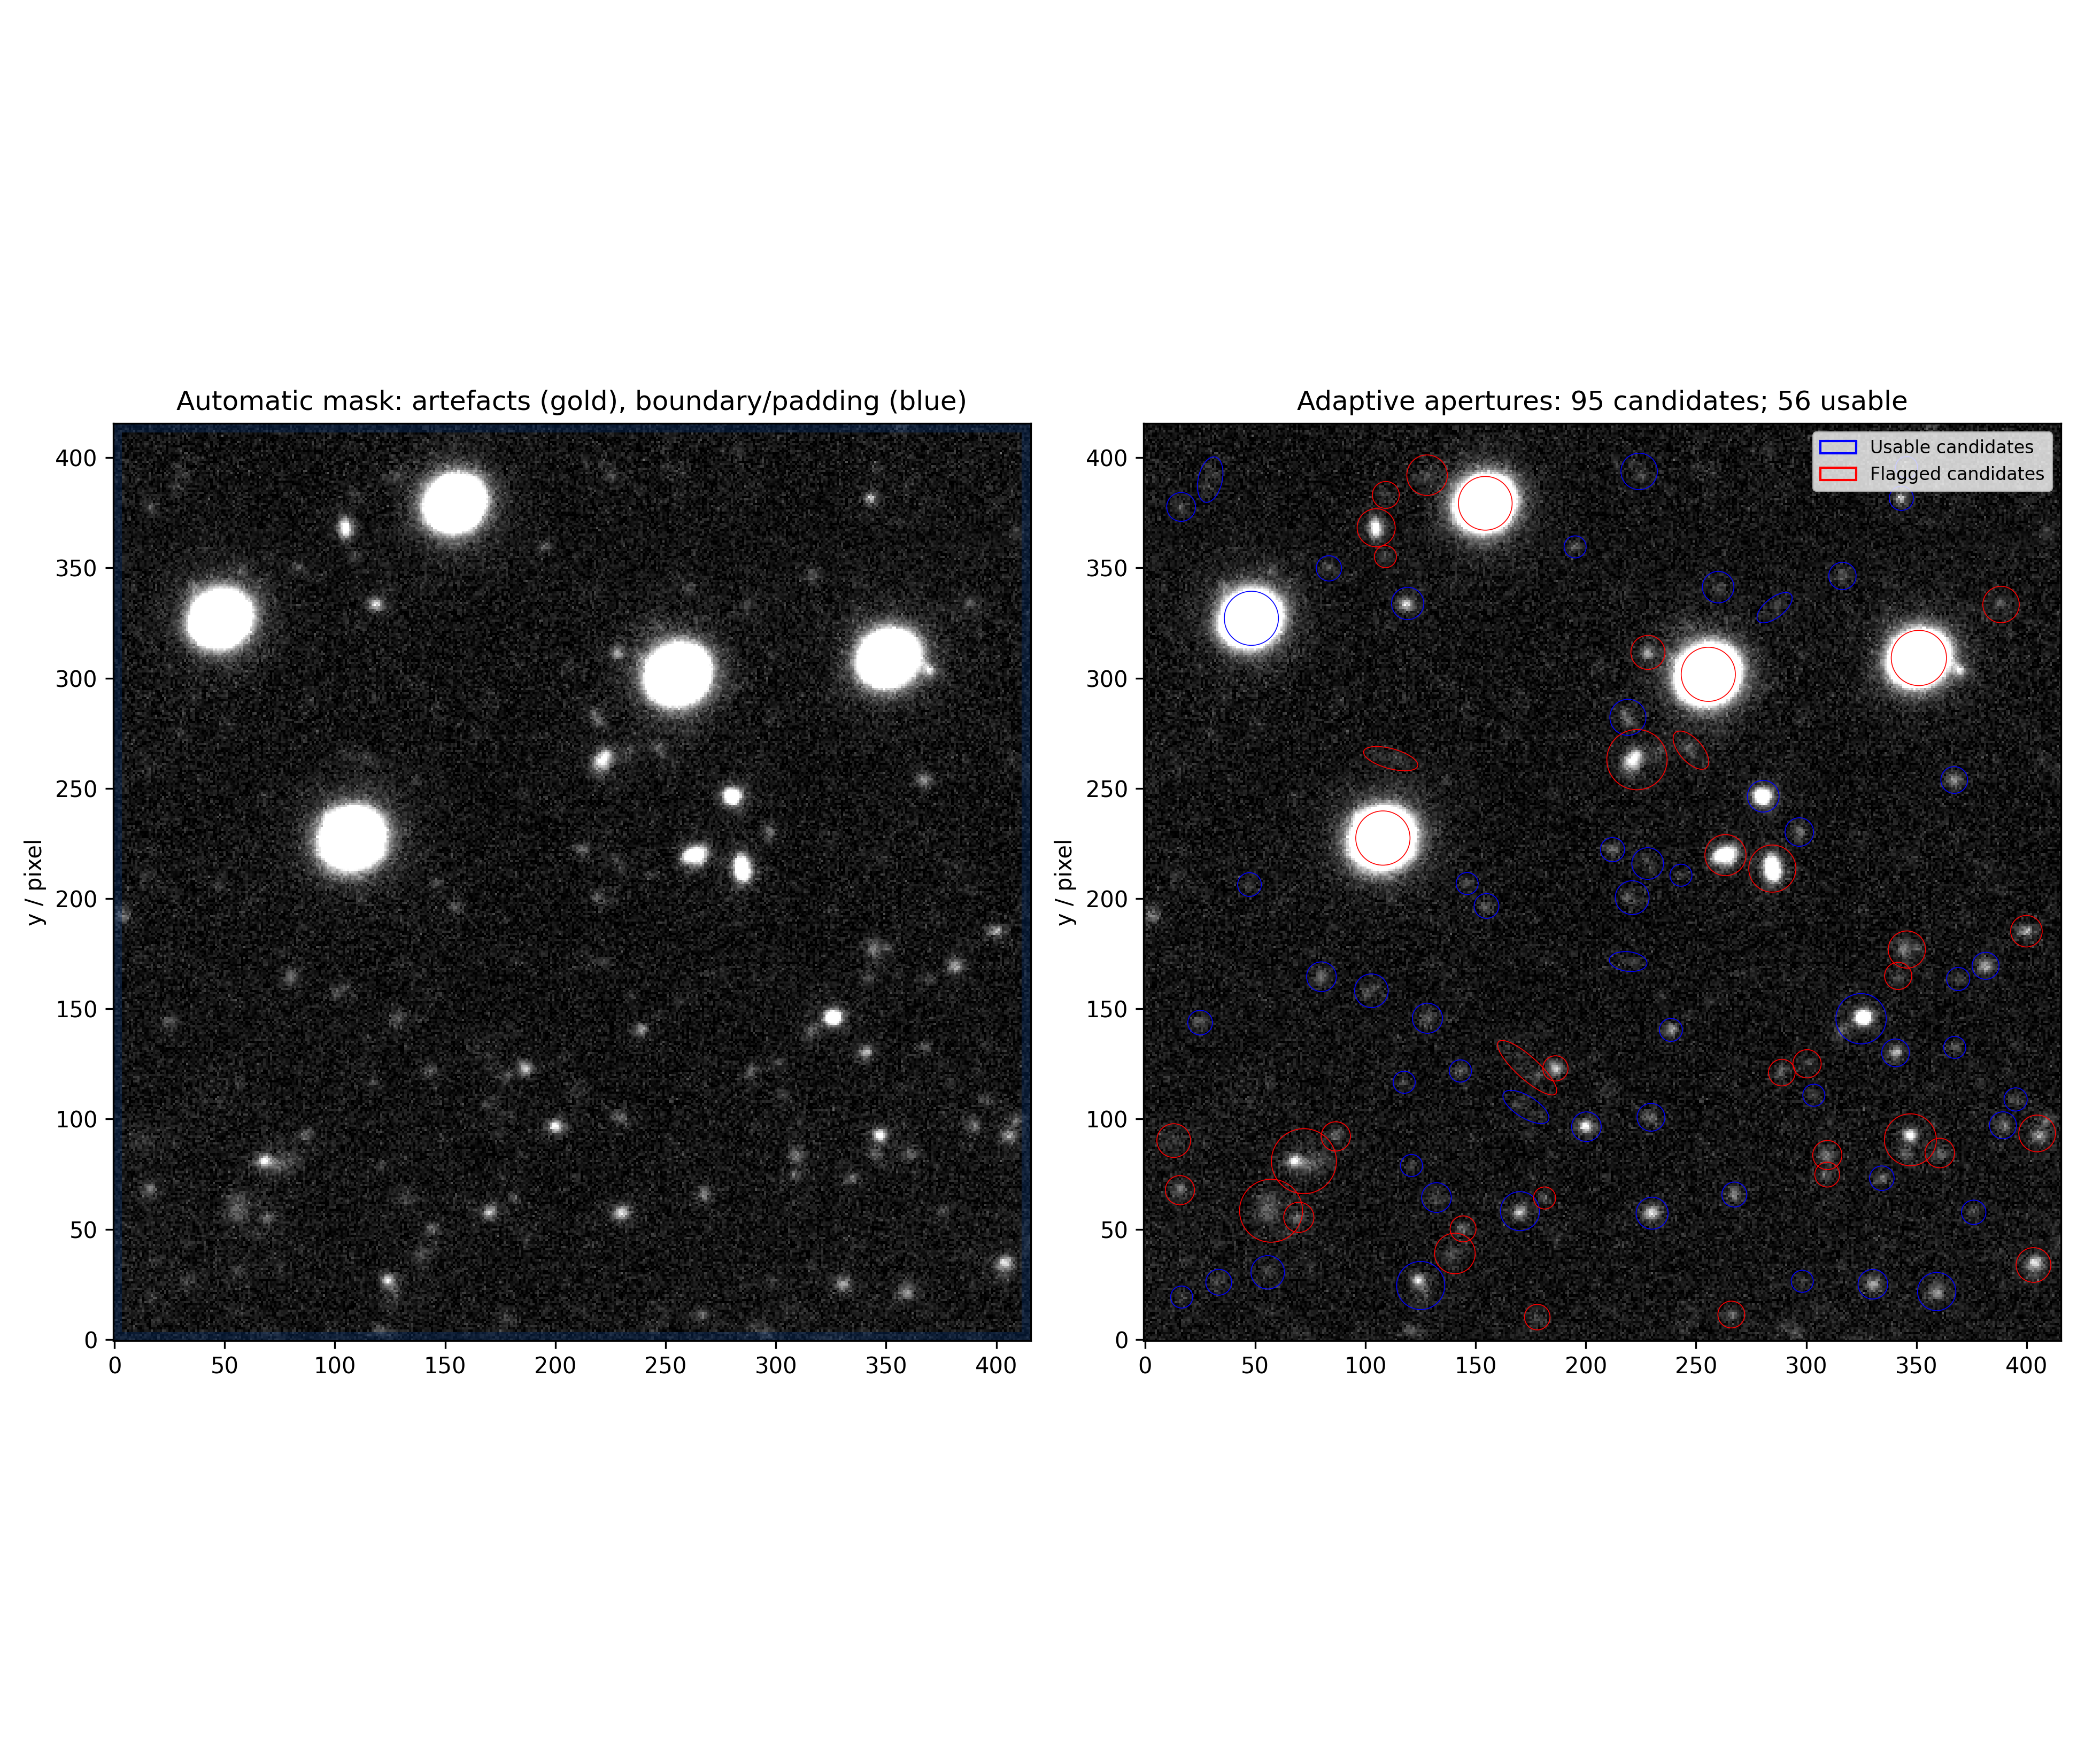 Automatic mask: artefacts (gold), boundary/padding (blue)
400
350
300
250
200
150
100
50
0
y / pixel
0 50 100 150 200 250 300 350 400
Adaptive apertures: 95 candidates; 56 usable
Usable candidates
Flagged candidates
400
350
300
250
200
150
100
50
0
y / pixel
0 50 100 150 200 250 300 350 400